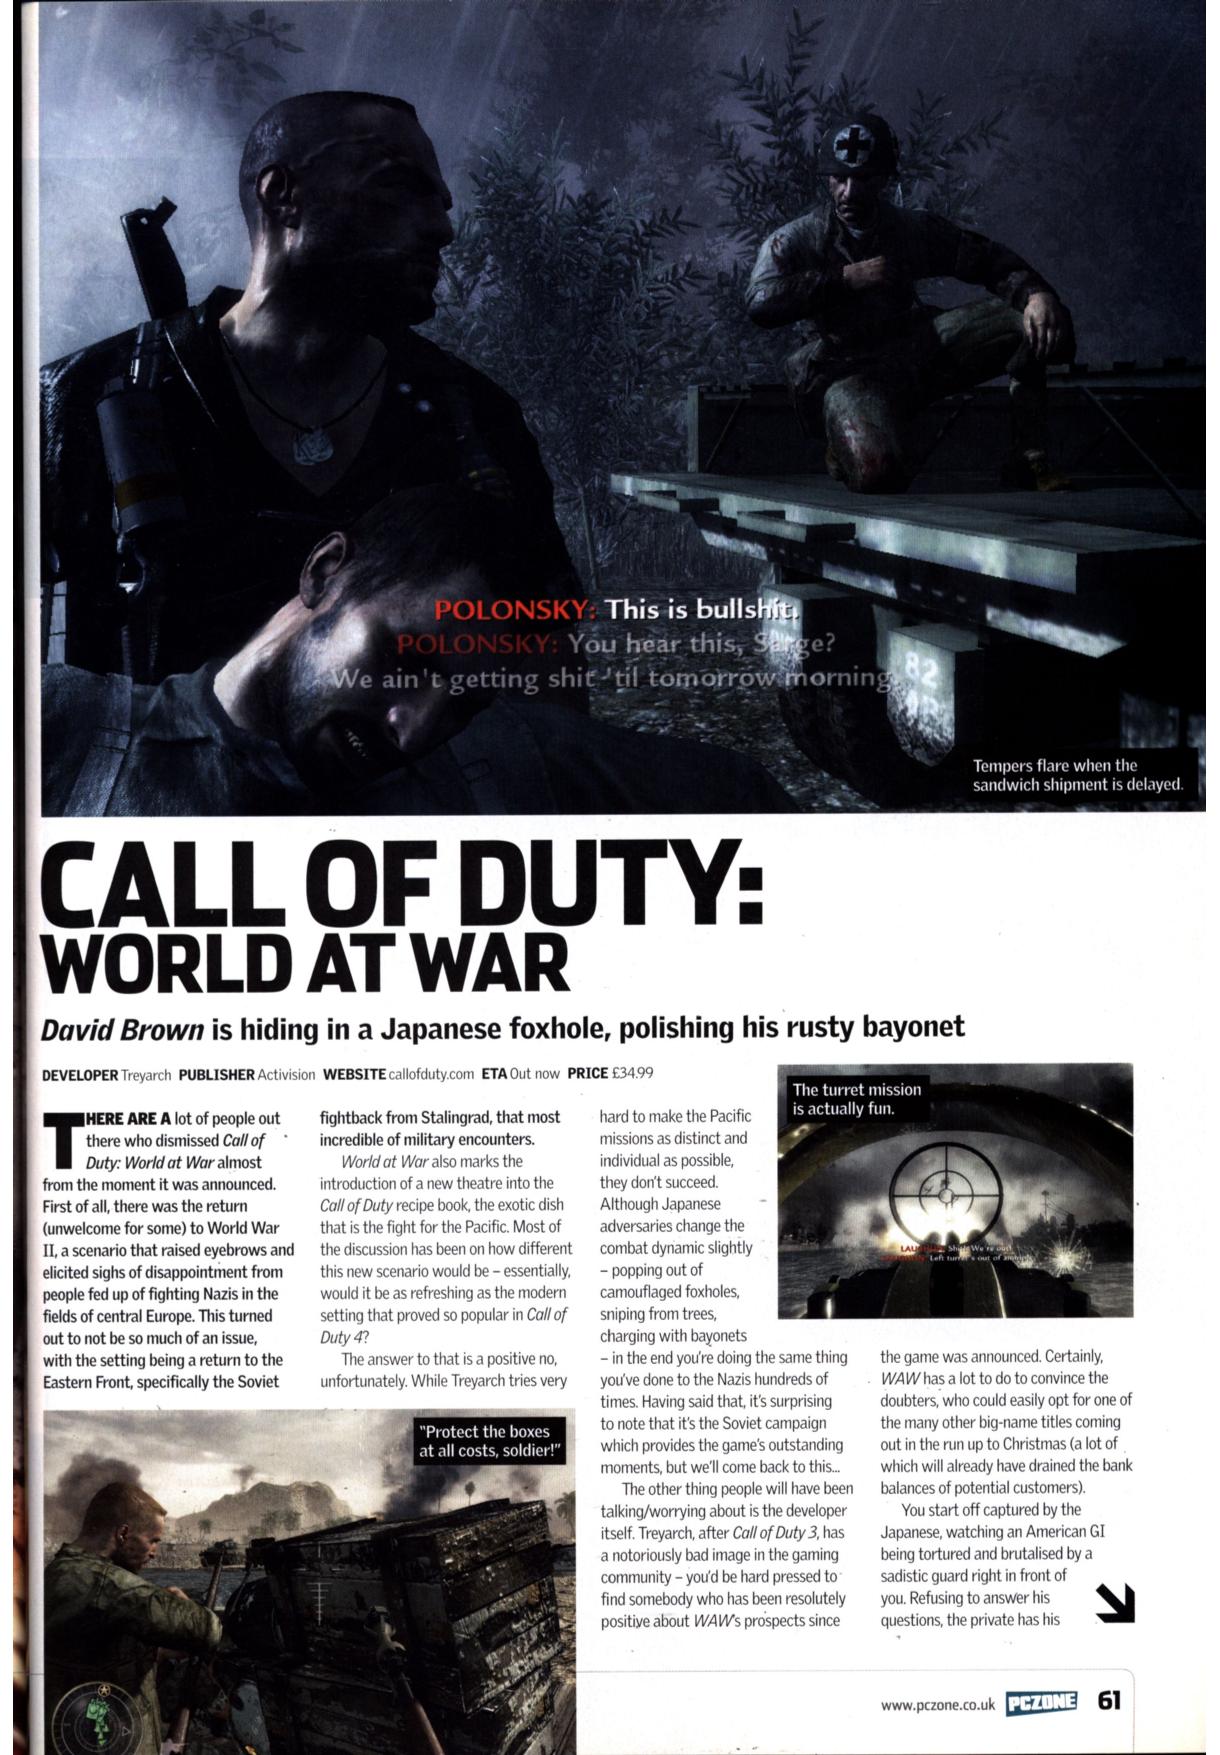 POLONSKY: This is bullshit.
POLONSKY: You hear this, Sarge?
We ain't getting shit 'til tomorrow morning.
82
Tempers flare when the
sandwich shipment is delayed.
CALL OF DUTY:
WORLD AT WAR
David Brown is hiding in a Japanese foxhole, polishing his rusty bayonet
DEVELOPER Treyarch PUBLISHER Activision WEBSITE callofduty.com ETA Out now PRICE £34.99
THERE ARE A lot of people out
there who dismissed Call of
Duty: World at War almost
from the moment it was announced.
First of all, there was the return
(unwelcome for some) to World War
II, a scenario that raised eyebrows and
elicited sighs of disappointment from
people fed up of fighting Nazis in the
fields of central Europe. This turned
out to not be so much of an issue,
with the setting being a return to the
Eastern Front, specifically the Soviet
fightback from Stalingrad, that most
incredible of military encounters.
World at War also marks the
introduction of a new theatre into the
Call of Duty recipe book, the exotic dish
that is the fight for the Pacific. Most of
the discussion has been on how different
this new scenario would be – essentially,
would it be as refreshing as the modern
setting that proved so popular in Call of
Duty 4?
The answer to that is a positive no,
unfortunately. While Treyarch tries very
hard to make the Pacific
missions as distinct and
individual as possible,
they don't succeed.
Although Japanese
adversaries change the
combat dynamic slightly
– popping out of
camouflaged foxholes,
sniping from trees,
charging with bayonets
– in the end you're doing the same thing
you've done to the Nazis hundreds of
times. Having said that, it's surprising
to note that it's the Soviet campaign
which provides the game's outstanding
moments, but we'll come back to this...
The other thing people will have been
talking/worrying about is the developer
itself. Treyarch, after Call of Duty 3, has
a notoriously bad image in the gaming
community – you'd be hard pressed to
find somebody who has been resolutely
positive about WAW's prospects since
The turret mission
is actually fun.
Shit! We're out!
Left turret's out of ammo
the game was announced. Certainly,
WAW has a lot to do to convince the
doubters, who could easily opt for one of
the many other big-name titles coming
out in the run up to Christmas (a lot of
which will already have drained the bank
balances of potential customers).
You start off captured by the
Japanese, watching an American GI
being tortured and brutalised by a
sadistic guard right in front of
you. Refusing to answer his
questions, the private has his
"Protect the boxes
at all costs, soldier!"
www.pczone.co.uk PCZONE 61